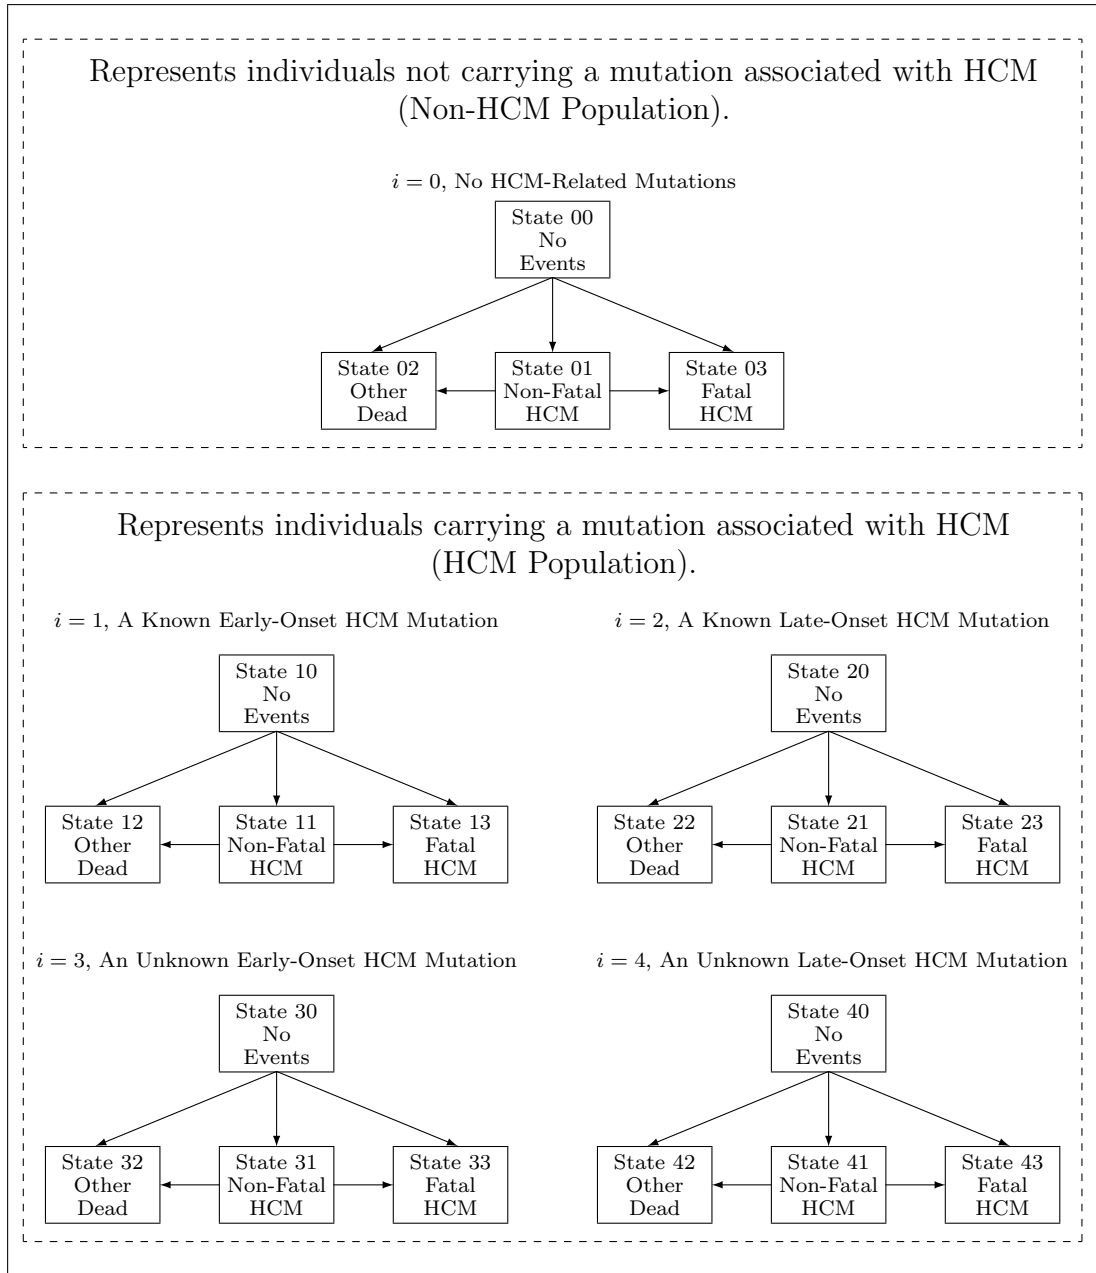 Represents individuals not carrying a mutation associated with HCM
(Non-HCM Population).
i = 0, No HCM-Related Mutations
State 00
No
Events
State 02
Other
Dead
State 01
Non-Fatal
HCM
State 03
Fatal
HCM
Represents individuals carrying a mutation associated with HCM
(HCM Population).
i = 1, A Known Early-Onset HCM Mutation
State 10
No
Events
State 12
Other
Dead
State 11
Non-Fatal
HCM
State 13
Fatal
HCM
i = 2, A Known Late-Onset HCM Mutation
State 20
No
Events
State 22
Other
Dead
State 21
Non-Fatal
HCM
State 23
Fatal
HCM
i = 3, An Unknown Early-Onset HCM Mutation
State 30
No
Events
State 32
Other
Dead
State 31
Non-Fatal
HCM
State 33
Fatal
HCM
i = 4, An Unknown Late-Onset HCM Mutation
State 40
No
Events
State 42
Other
Dead
State 41
Non-Fatal
HCM
State 43
Fatal
HCM